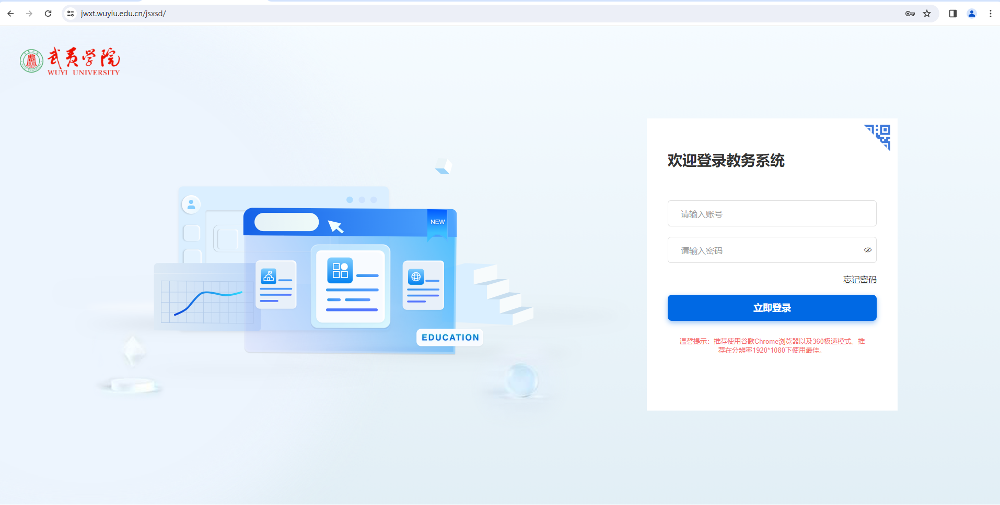 jwxt.wuyiu.edu.cn/jsxsd/
武夷学院
WUYI UNIVERSITY
欢迎登录教务系统
请输入账号
请输入密码
忘记密码
立即登录
温馨提示：推荐使用谷歌Chrome浏览器以及360极速模式。推
荐在分辨率1920*1080下使用最佳。
NEW
EDUCATION